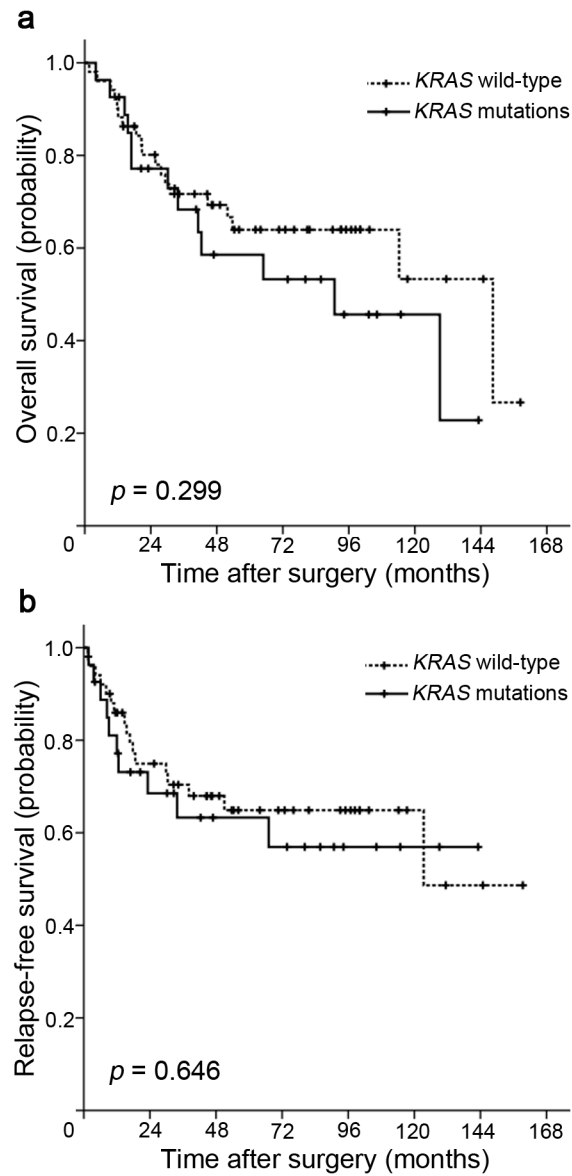 a
1.0
0.8
0.6
0.4
0.2
0
24
48
72
96
120
144
168
Overall survival (probability)
Time after surgery (months)
KRAS wild-type
KRAS mutations
p = 0.299
b
1.0
0.8
0.6
0.4
0.2
0
24
48
72
96
120
144
168
Relapse-free survival (probability)
Time after surgery (months)
KRAS wild-type
KRAS mutations
p = 0.646